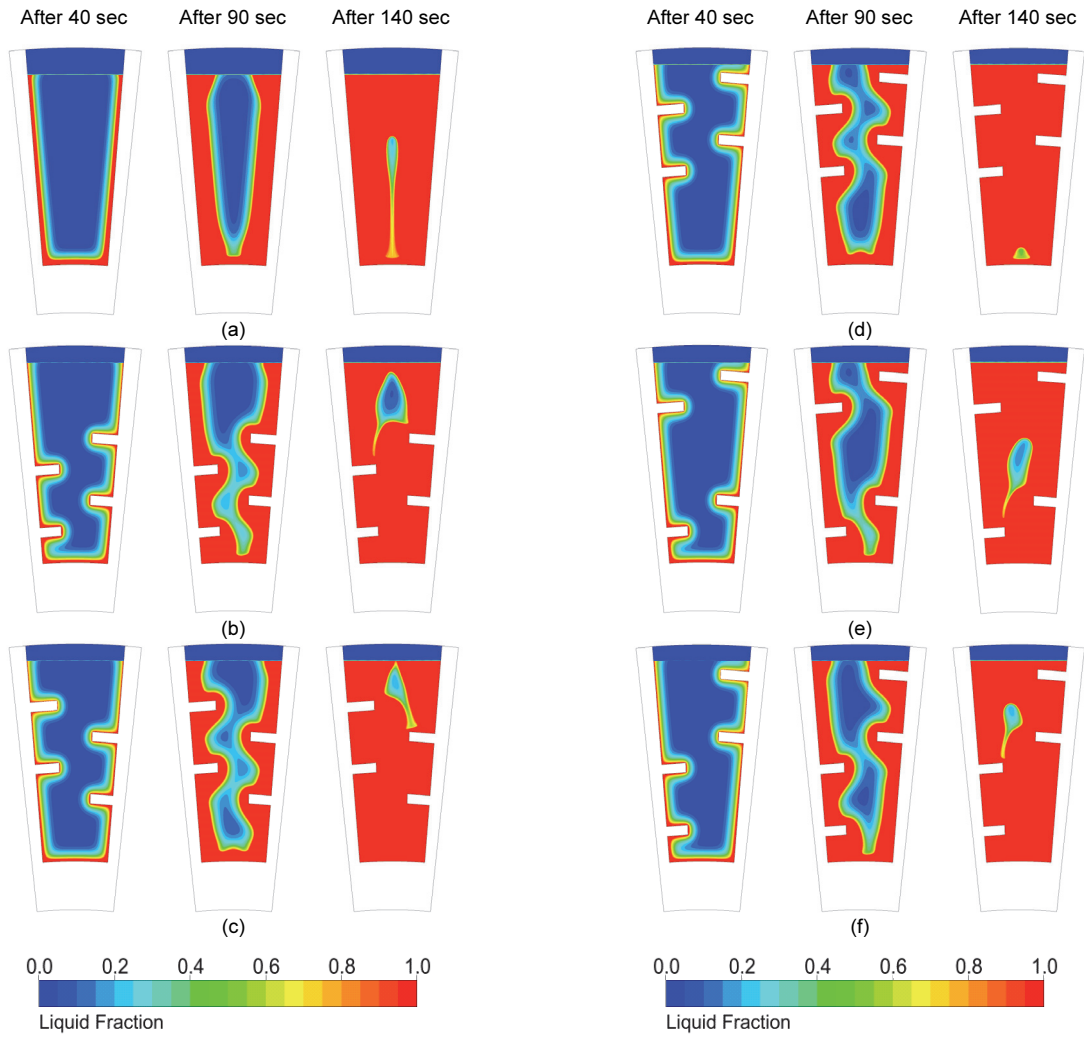 After 40 sec After 90 sec After 140 sec
After 40 sec After 90 sec After 140 sec
(a)
(d)
(b)
(e)
(c)
(f)
0.0 0.2 0.4 0.6 0.8 1.0
Liquid Fraction
0.0 0.2 0.4 0.6 0.8 1.0
Liquid Fraction